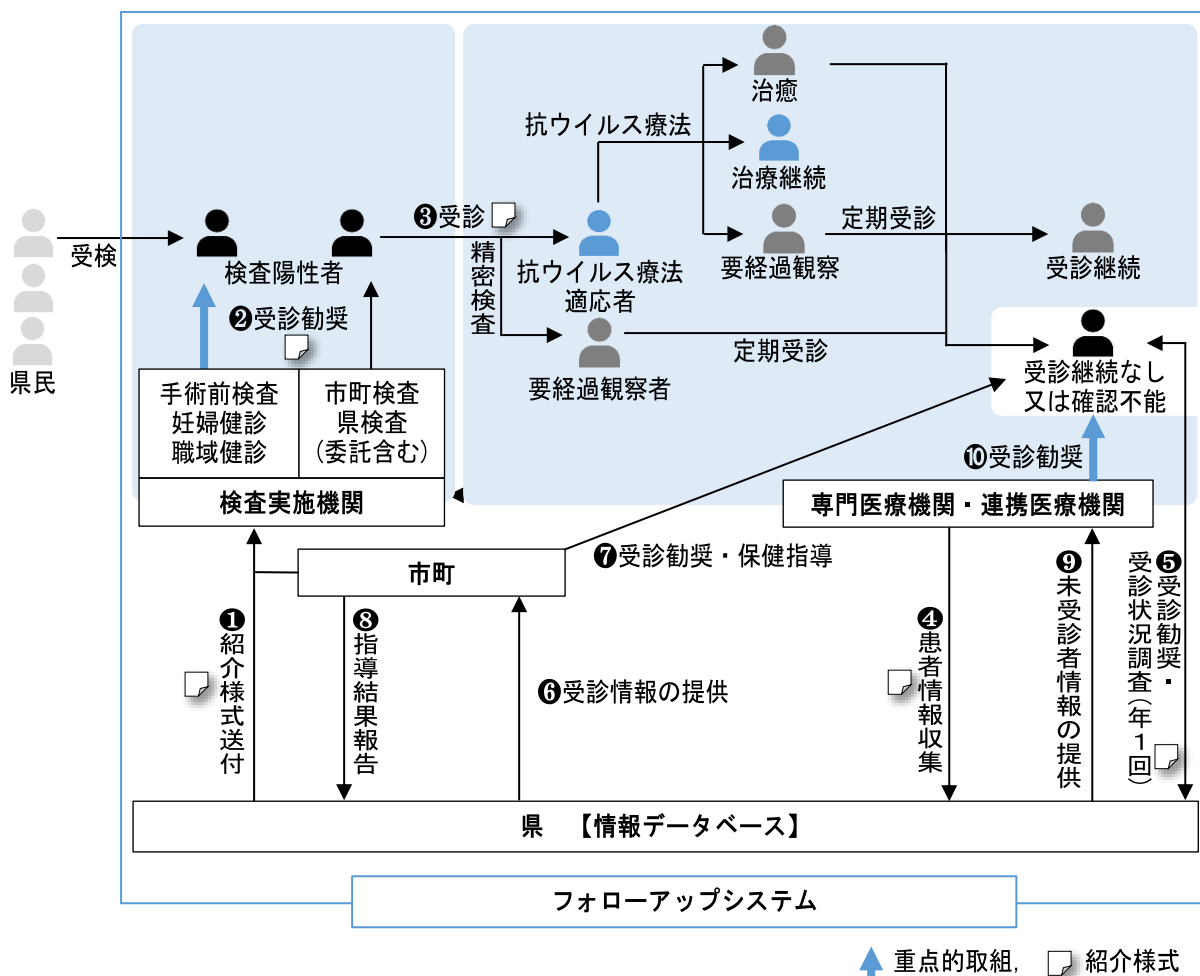 治癒
抗ウイルス療法
治療継続
❸受診
定期受診
受検
検査陽性者
精密検査
抗ウイルス療法
適応者
要経過観察
受診継続
❷受診勧奨
県民
定期受診
要経過観察者
受診継続なし
又は確認不能
手術前検査
妊婦健診
職域健診
市町検査
県検査
(委託含む)
❿受診勧奨
検査実施機関
専門医療機関・連携医療機関
❼受診勧奨・保健指導
市町
❶紹介様式送付
❽指導結果報告
❻受診情報の提供
❹患者情報収集
❾未受診者情報の提供
❺受診勧奨・
受診状況調査(年1回)
県 【情報データベース】
フォローアップシステム
重点的取組, 紹介様式